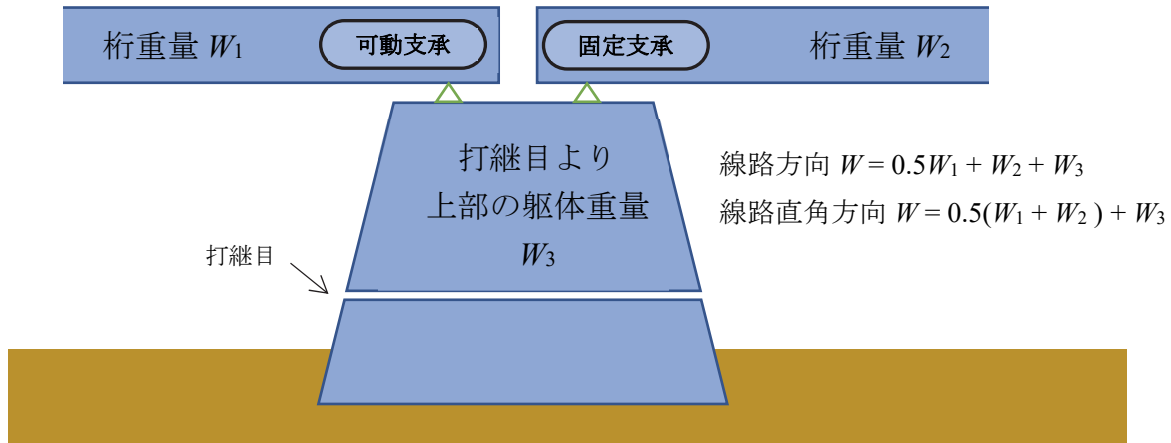 桁重量 W1
可動支承
固定支承
桁重量 W2
打継目より
上部の躯体重量
W3
線路方向 W = 0.5W1 + W2 + W3
線路直角方向 W = 0.5(W1 + W2 ) + W3
打継目